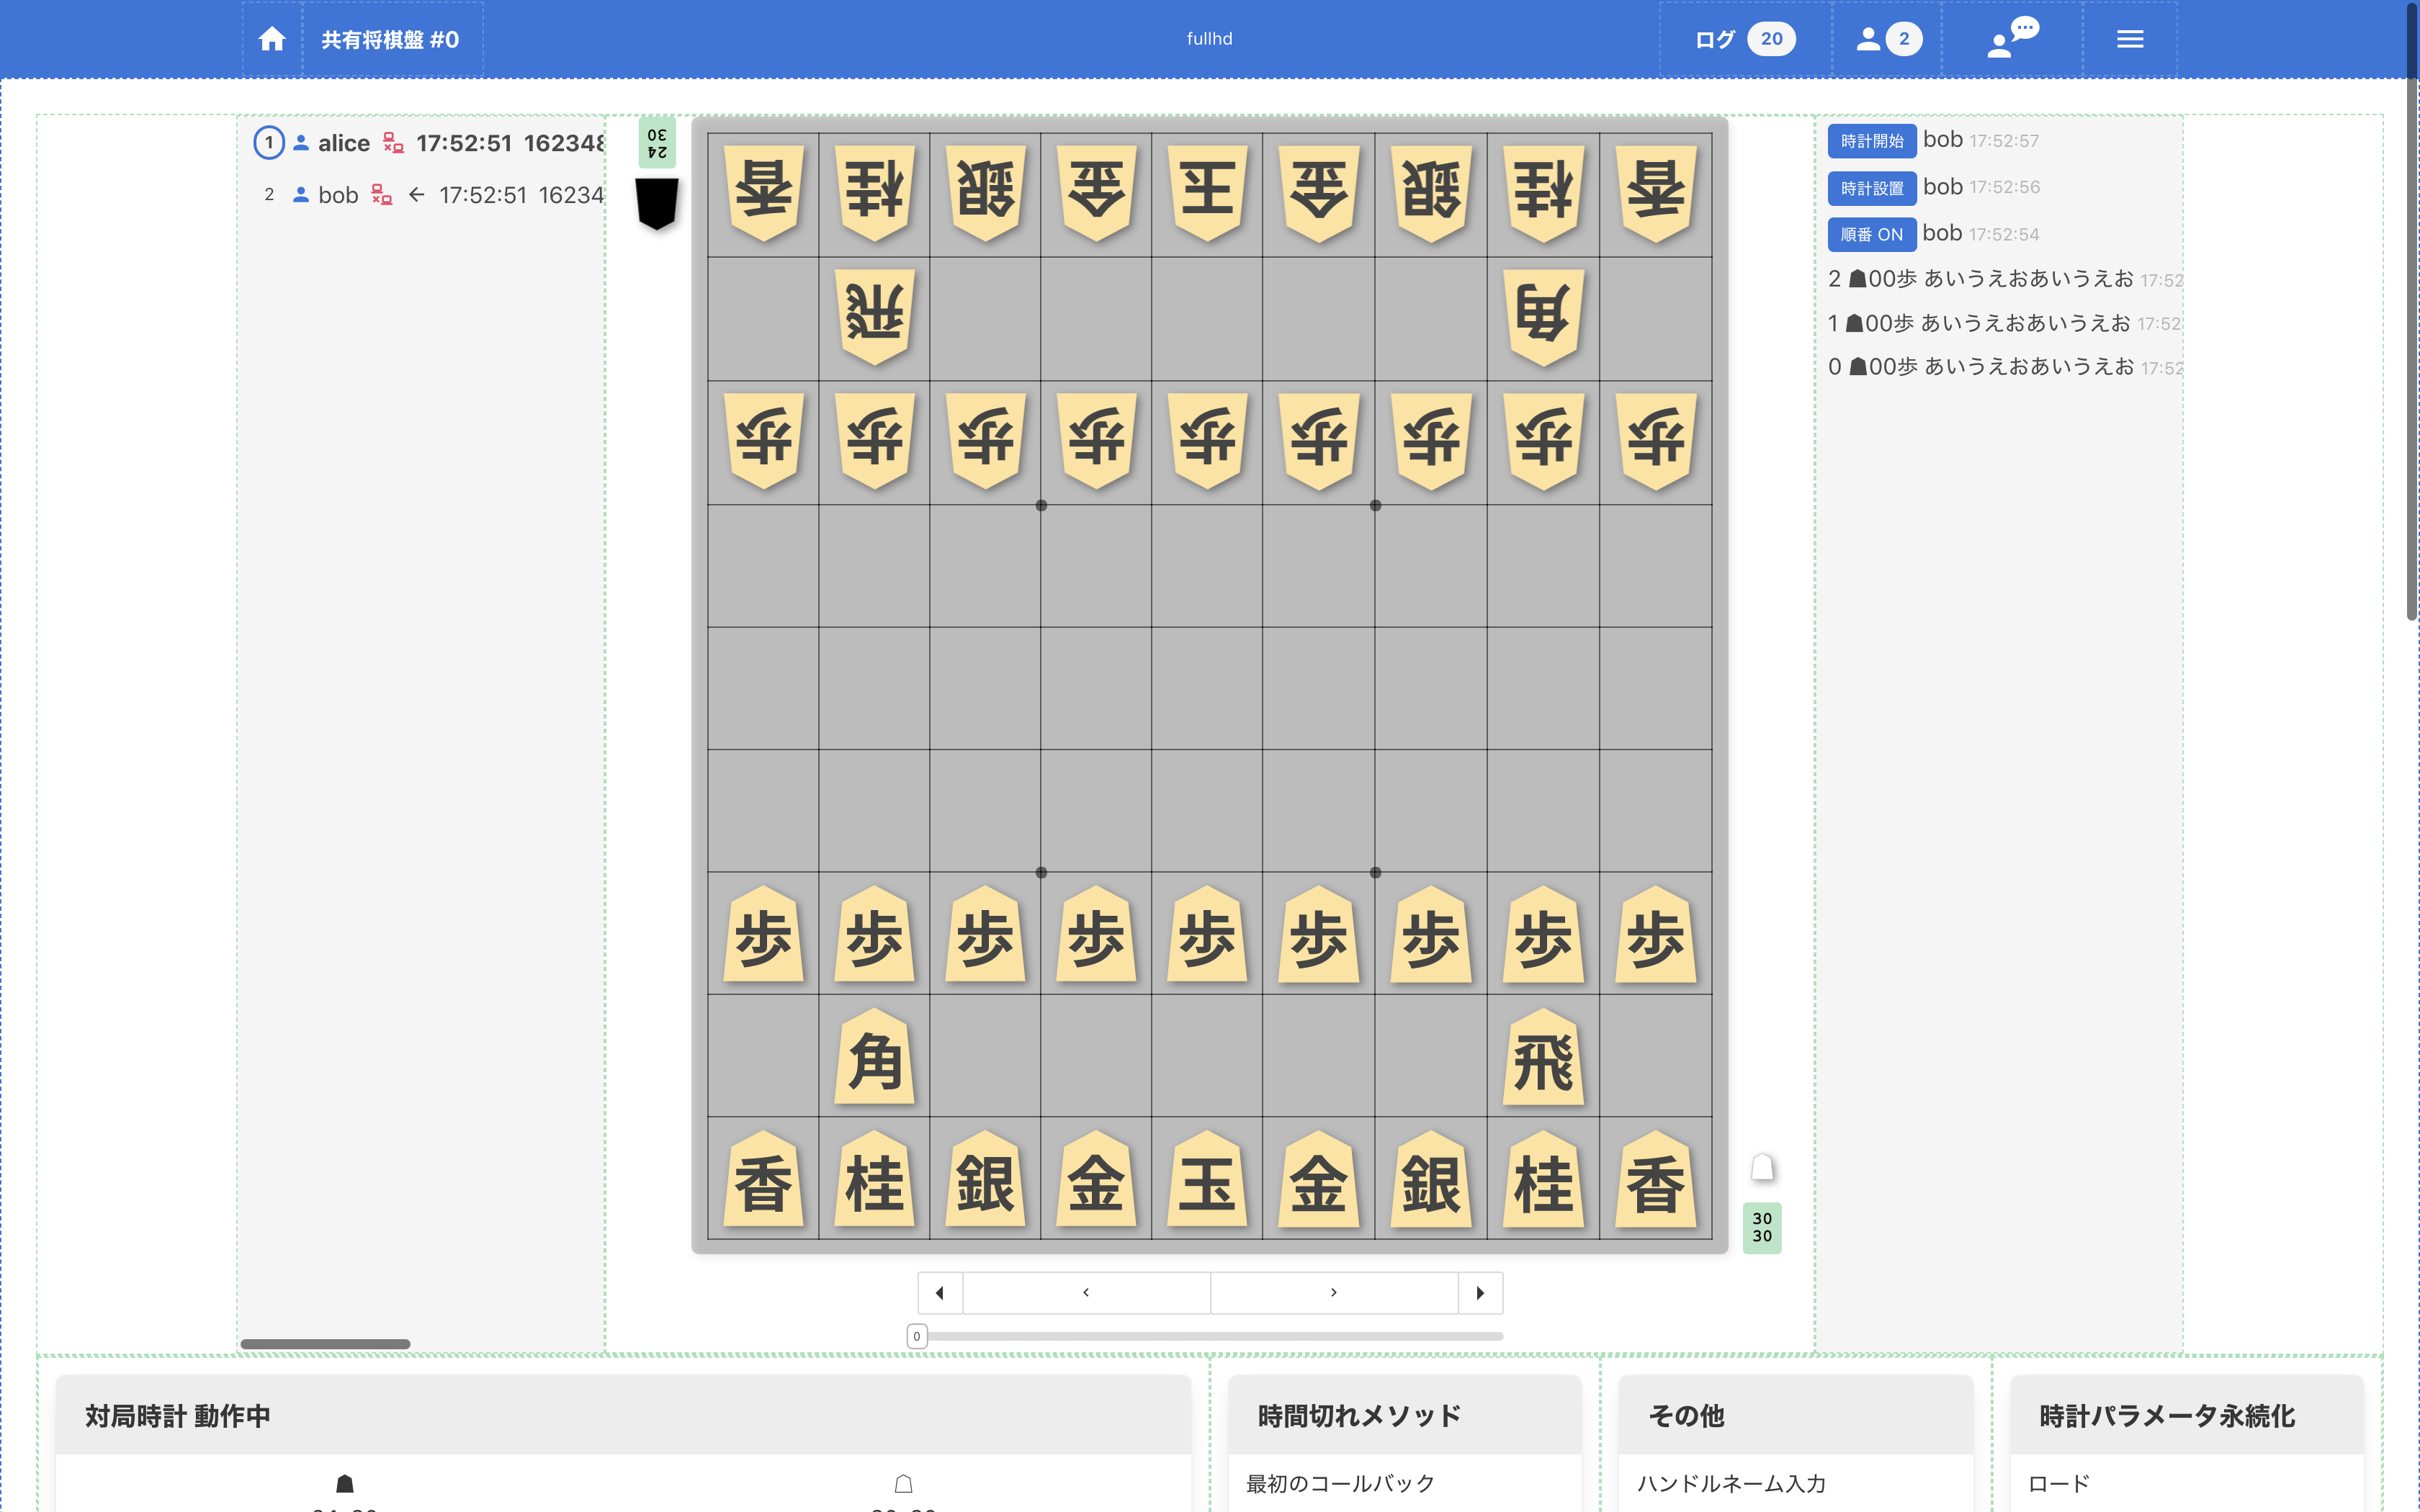 共有将棋盤 #0
fullhd
ログ 20
2
1 alice 17:52:51 162348
2 bob ← 17:52:51 16234
24
30
香 桂 銀 金 玉 金 銀 桂 香
飛 角
歩 歩 歩 歩 歩 歩 歩 歩 歩
歩 歩 歩 歩 歩 歩 歩 歩 歩
角 飛
香 桂 銀 金 玉 金 銀 桂 香
30
30
0
時計開始 bob 17:52:57
時計設置 bob 17:52:56
順番 ON bob 17:52:54
2 ☗00歩 あいうえおあいうえお 17:52
1 ☗00歩 あいうえおあいうえお 17:52
0 ☗00歩 あいうえおあいうえお 17:52
対局時計 動作中
☗ ☖
時間切れメソッド
最初のコールバック
その他
ハンドルネーム入力
時計パラメータ永続化
ロード